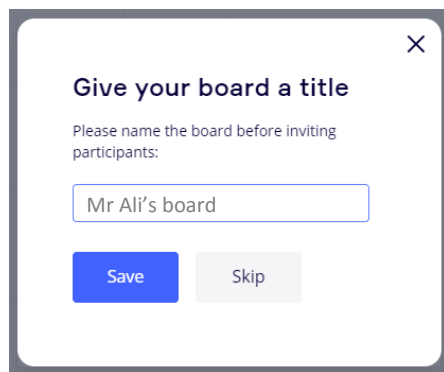 Give your board a title
Please name the board before inviting
participants:
Mr Ali’s board
Save
Skip